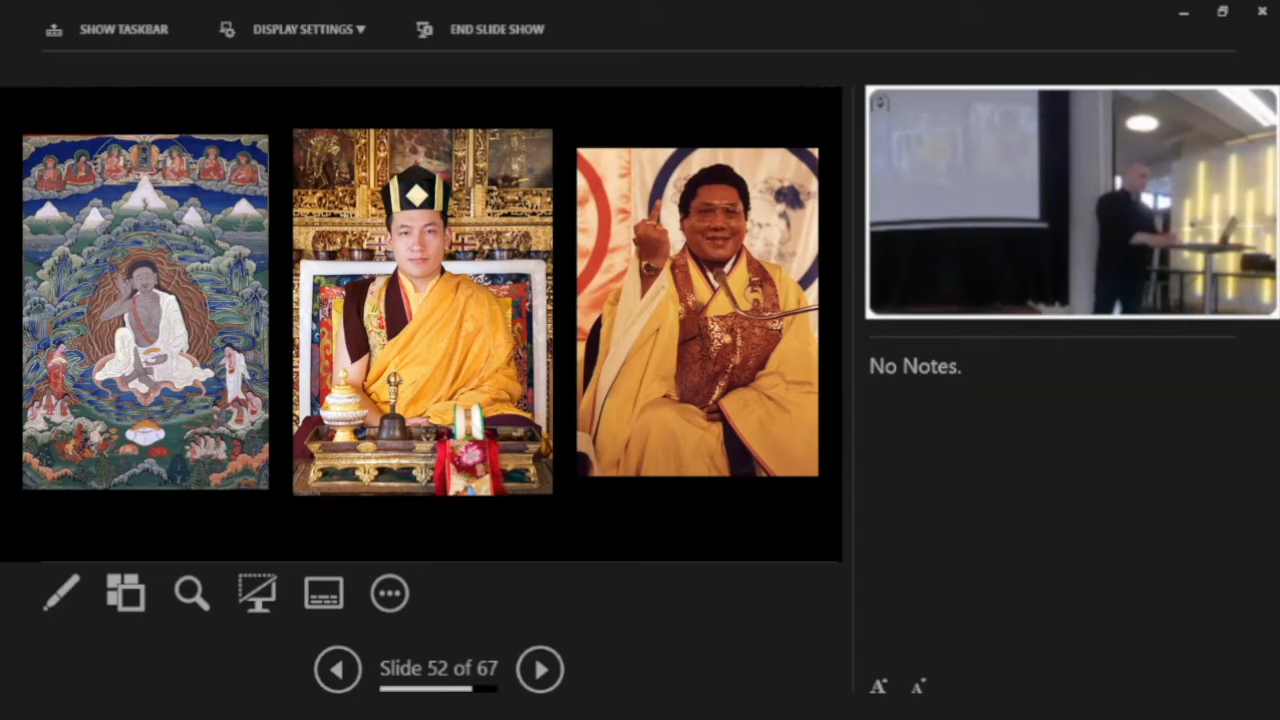 SHOW TASKBAR
DISPLAY SETTINGS ▼
END SLIDE SHOW
No Notes.
Slide 52 of 67
A A